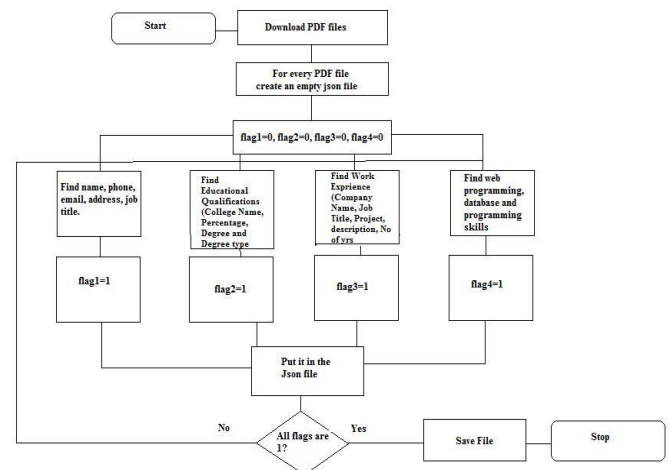 Start
Download PDF files
For every PDF file
create an empty json file
flag1=0, flag2=0, flag3=0, flag4=0
Find name, phone,
email, address, job
title.
Find
Educational
Qualifications
(College Name,
Percentage,
Degree and
Degree type
Find Work
Exprience
(Company
Name, Job
Title, Project,
description, No
of yrs
Find web
programming,
database and
programming
skills
flag1=1
flag2=1
flag3=1
flag4=1
Put it in the
Json file
No
All flags are
1?
Yes
Save File
Stop